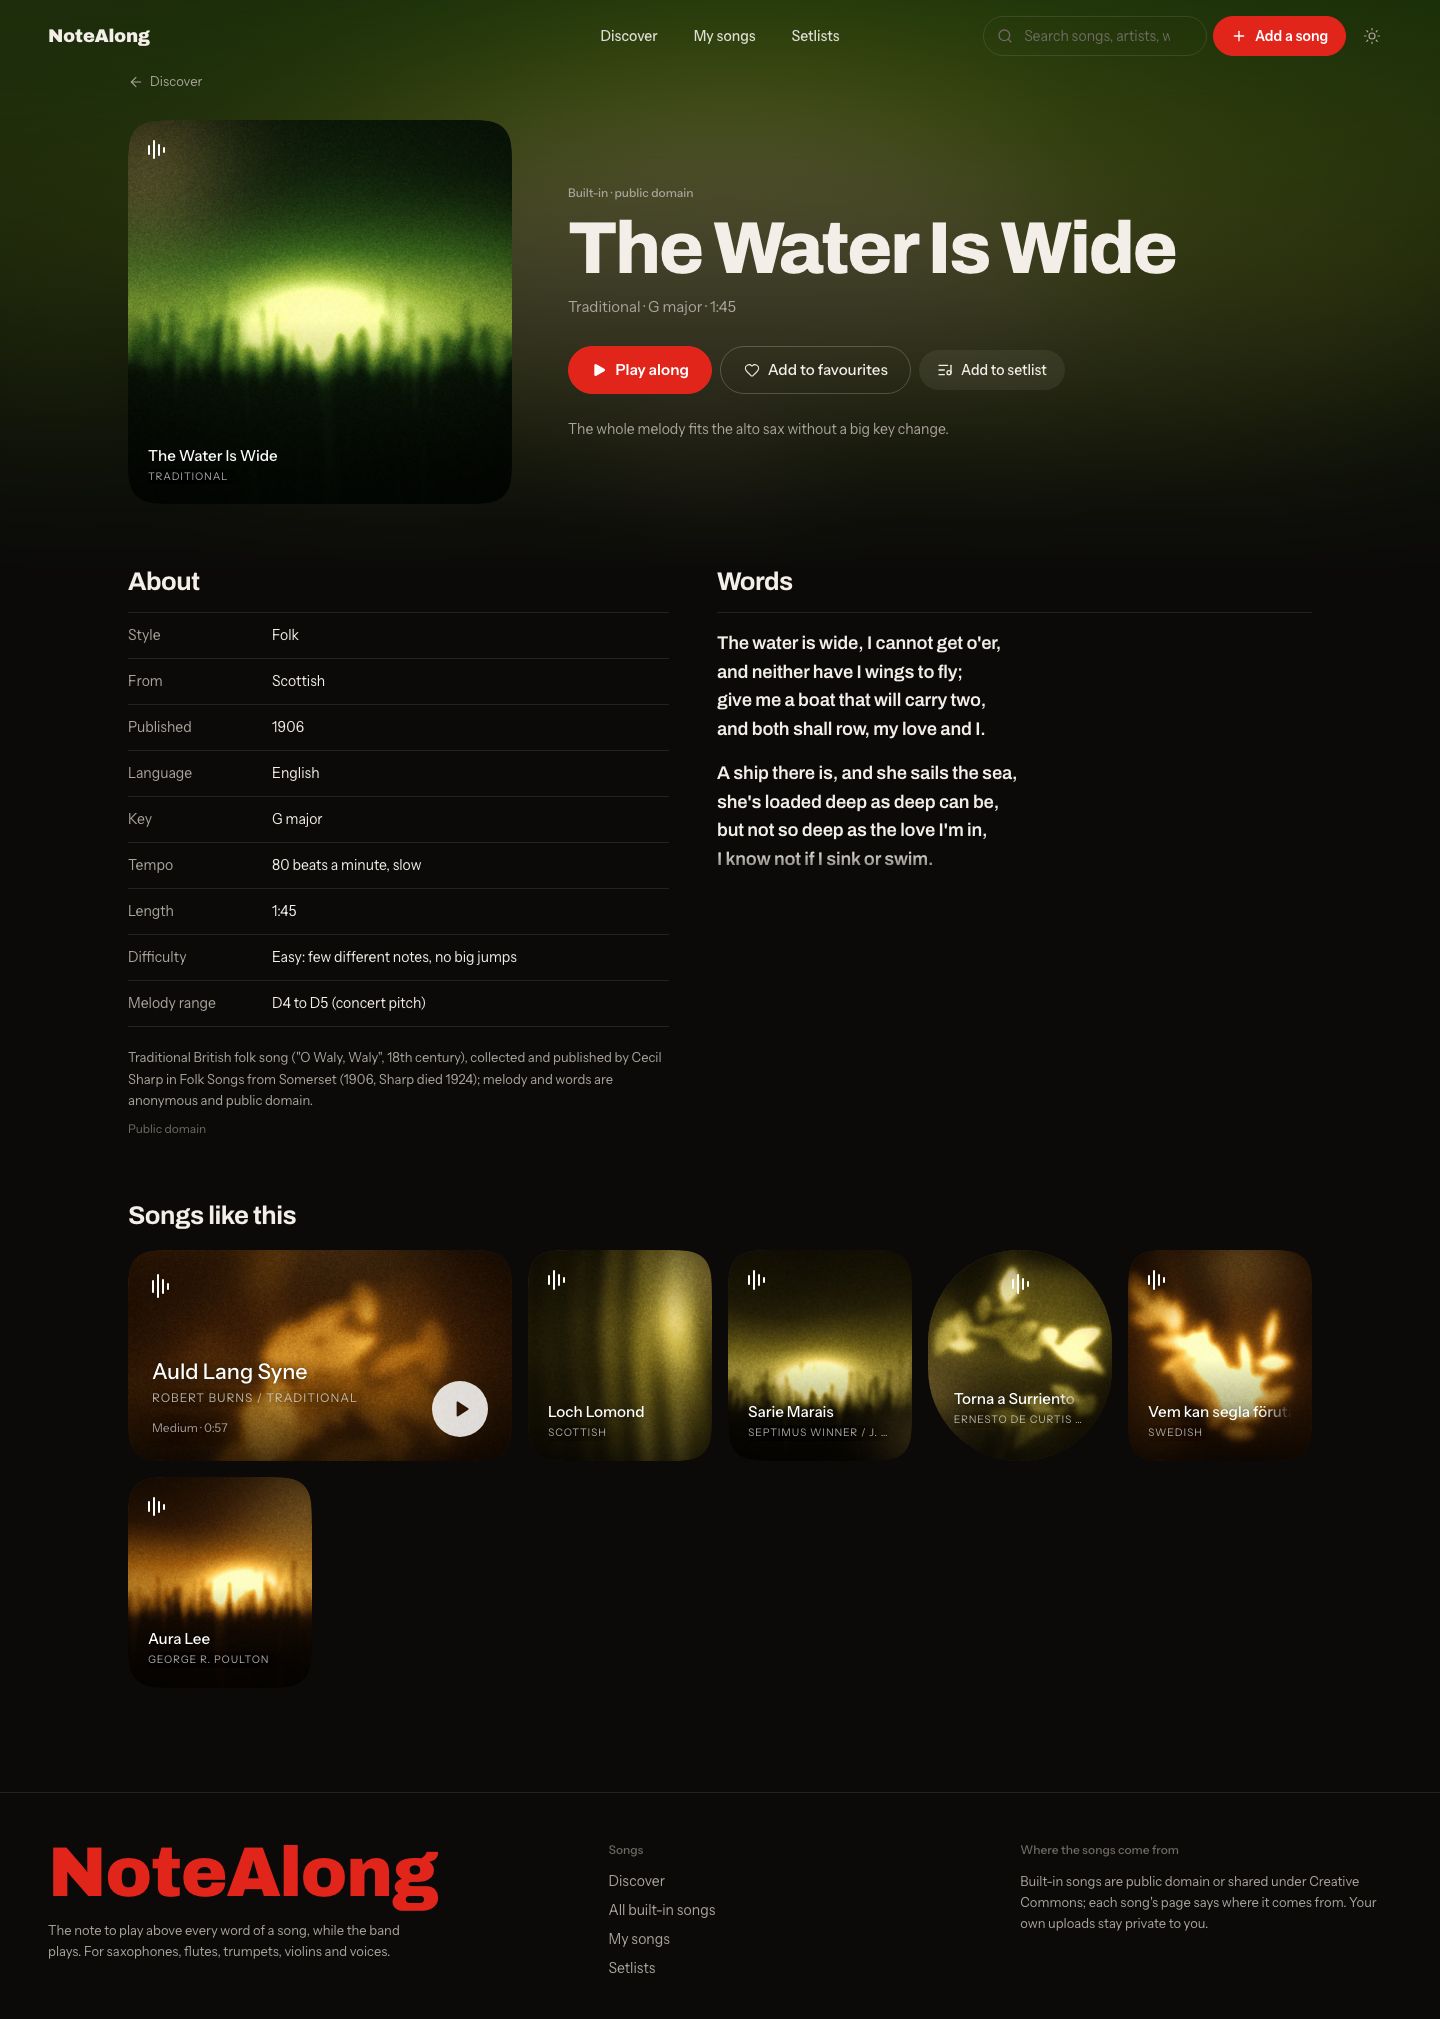 NoteAlong
Discover
My songs
Setlists
Search songs, artists, w
Add a song
Discover
The Water Is Wide
TRADITIONAL
Built-in · public domain
The Water Is Wide
Traditional · G major · 1:45
Play along
Add to favourites
Add to setlist
The whole melody fits the alto sax without a big key change.
About
Style Folk
From Scottish
Published 1906
Language English
Key G major
Tempo 80 beats a minute, slow
Length 1:45
Difficulty Easy: few different notes, no big jumps
Melody range D4 to D5 (concert pitch)
Traditional British folk song ("O Waly, Waly", 18th century), collected and published by Cecil
Sharp in Folk Songs from Somerset (1906, Sharp died 1924); melody and words are
anonymous and public domain.
Public domain
Words
The water is wide, I cannot get o'er,
and neither have I wings to fly;
give me a boat that will carry two,
and both shall row, my love and I.
A ship there is, and she sails the sea,
she's loaded deep as deep can be,
but not so deep as the love I'm in,
I know not if I sink or swim.
Songs like this
Auld Lang Syne
ROBERT BURNS / TRADITIONAL
Medium · 0:57
Loch Lomond
SCOTTISH
Sarie Marais
SEPTIMUS WINNER / J. …
Torna a Surriento
ERNESTO DE CURTIS …
Vem kan segla förut
SWEDISH
Aura Lee
GEORGE R. POULTON
NoteAlong
The note to play above every word of a song, while the band
plays. For saxophones, flutes, trumpets, violins and voices.
Songs
Discover
All built-in songs
My songs
Setlists
Where the songs come from
Built-in songs are public domain or shared under Creative
Commons; each song's page says where it comes from. Your
own uploads stay private to you.